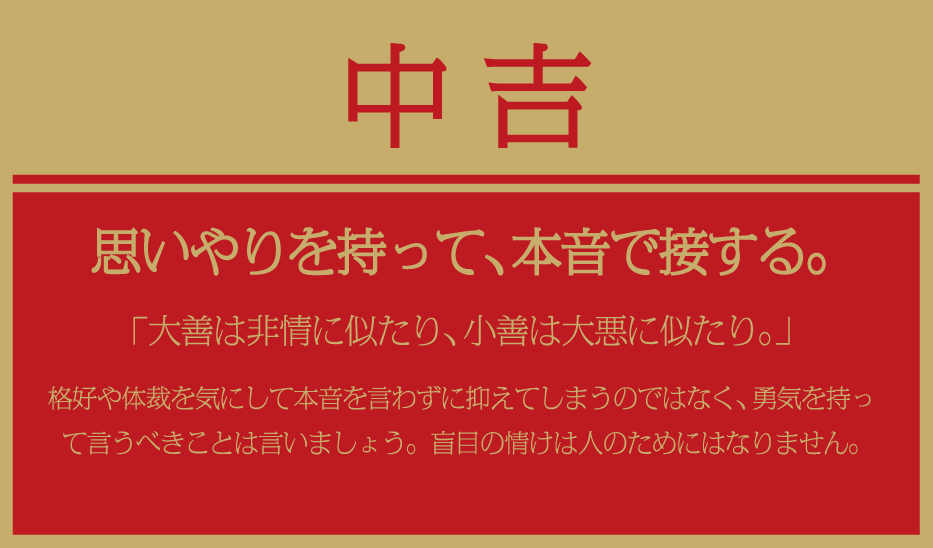 中吉
思いやりを持って、本音で接する。
「大善は非情に似たり、小善は大悪に似たり。」
格好や体裁を気にして本音を言わずに抑えてしまうのではなく、勇気を持っ
て言うべきことは言いましょう。盲目の情けは人のためにはなりません。